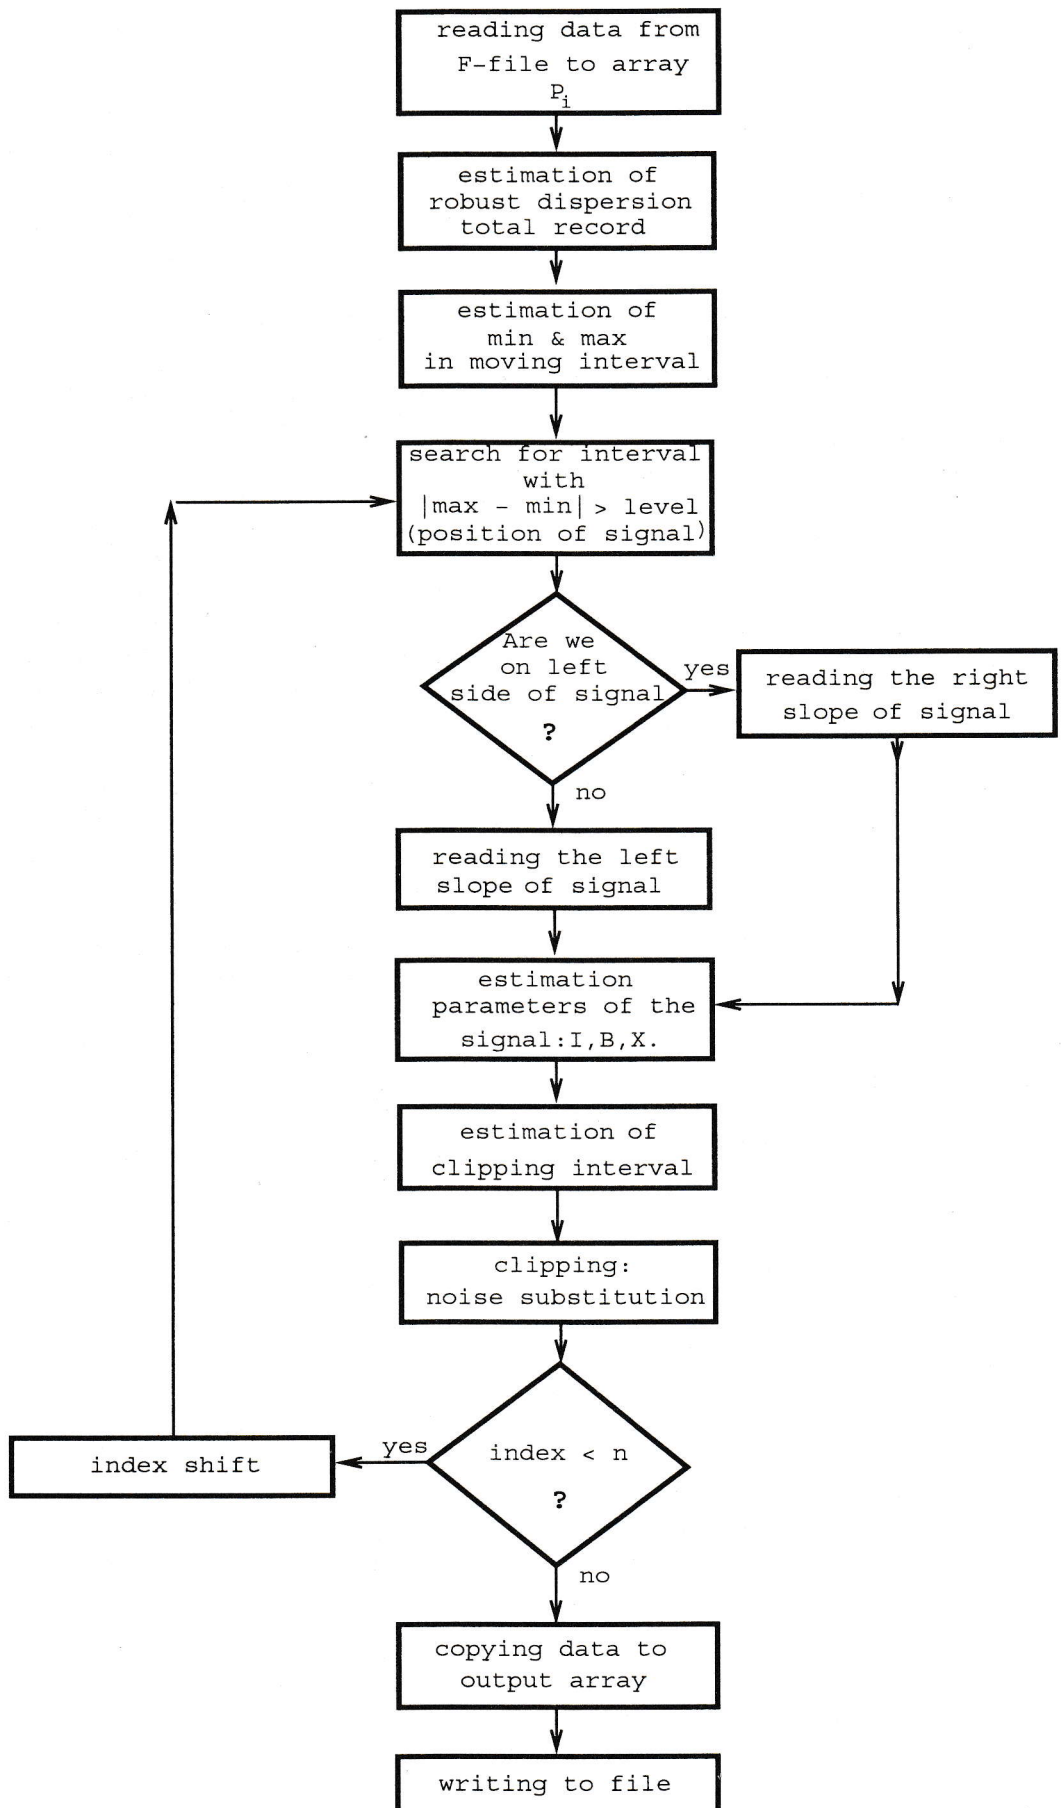 reading data from
F-file to array
Pi
estimation of
robust dispersion
total record
estimation of
min & max
in moving interval
search for interval
with
|max - min| > level
(position of signal)
Are we
on left
side of signal
?
yes
reading the right
slope of signal
no
reading the left
slope of signal
estimation
parameters of the
signal:I,B,X.
estimation of
clipping interval
clipping:
noise substitution
index < n
?
yes
index shift
no
copying data to
output array
writing to file